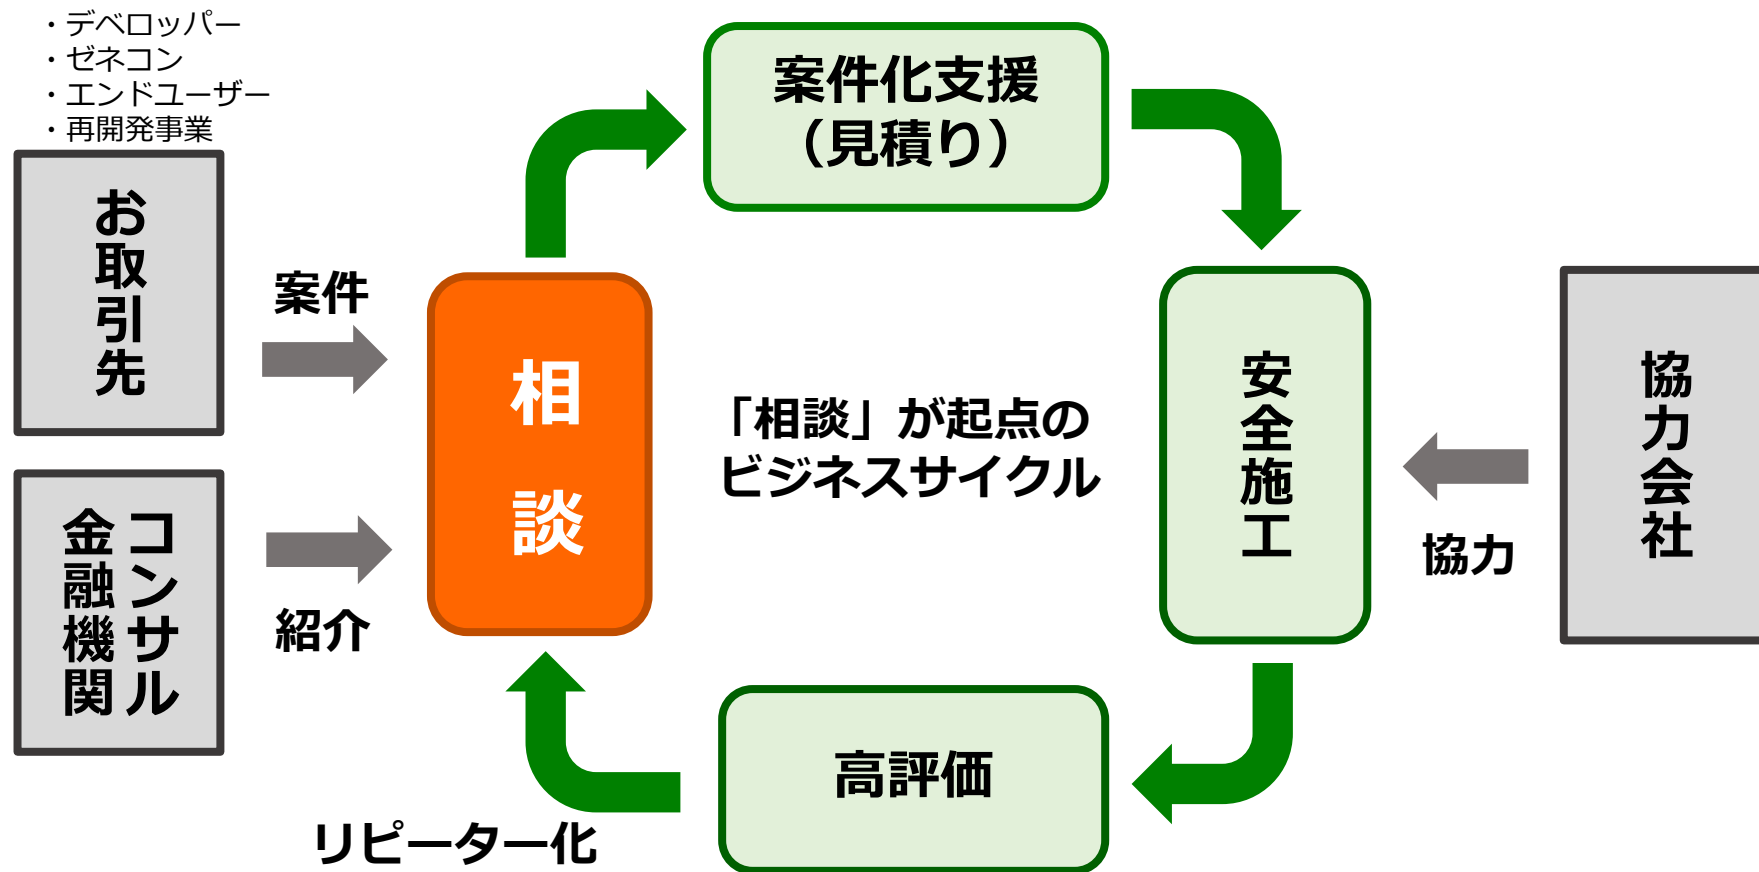 ・デベロッパー
・ゼネコン
・エンドユーザー
・再開発事業
お取引先
コンサル
金融機関
案件
紹介
相談
案件化支援
（見積り）
「相談」が起点の
ビジネスサイクル
安全施工
協力
協力会社
高評価
リピーター化